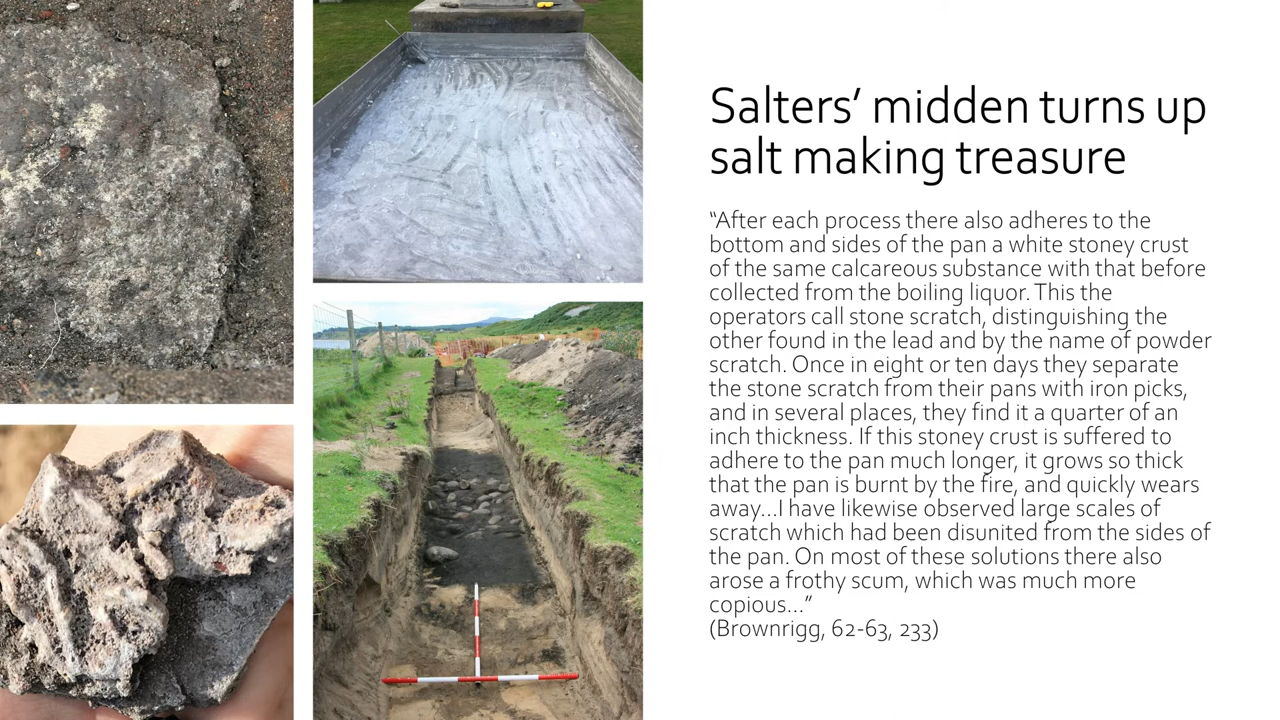 Salters’ midden turns up
salt making treasure
“After each process there also adheres to the
bottom and sides of the pan a white stoney crust
of the same calcareous substance with that before
collected from the boiling liquor. This the
operators call stone scratch, distinguishing the
other found in the lead and by the name of powder
scratch. Once in eight or ten days they separate
the stone scratch from their pans with iron picks,
and in several places, they find it a quarter of an
inch thickness. If this stoney crust is suffered to
adhere to the pan much longer, it grows so thick
that the pan is burnt by the fire, and quickly wears
away…I have likewise observed large scales of
scratch which had been disunited from the sides of
the pan. On most of these solutions there also
arose a frothy scum, which was much more
copious…”
(Brownrigg, 62-63, 233)